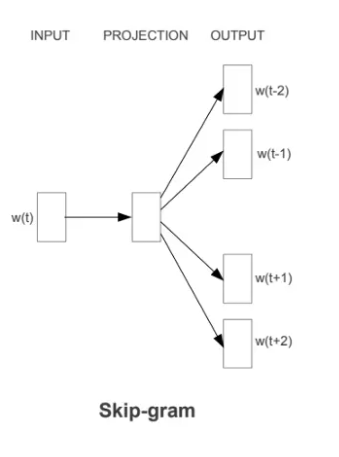 INPUT PROJECTION OUTPUT
w(t-2)
w(t-1)
w(t)
w(t+1)
w(t+2)
Skip-gram